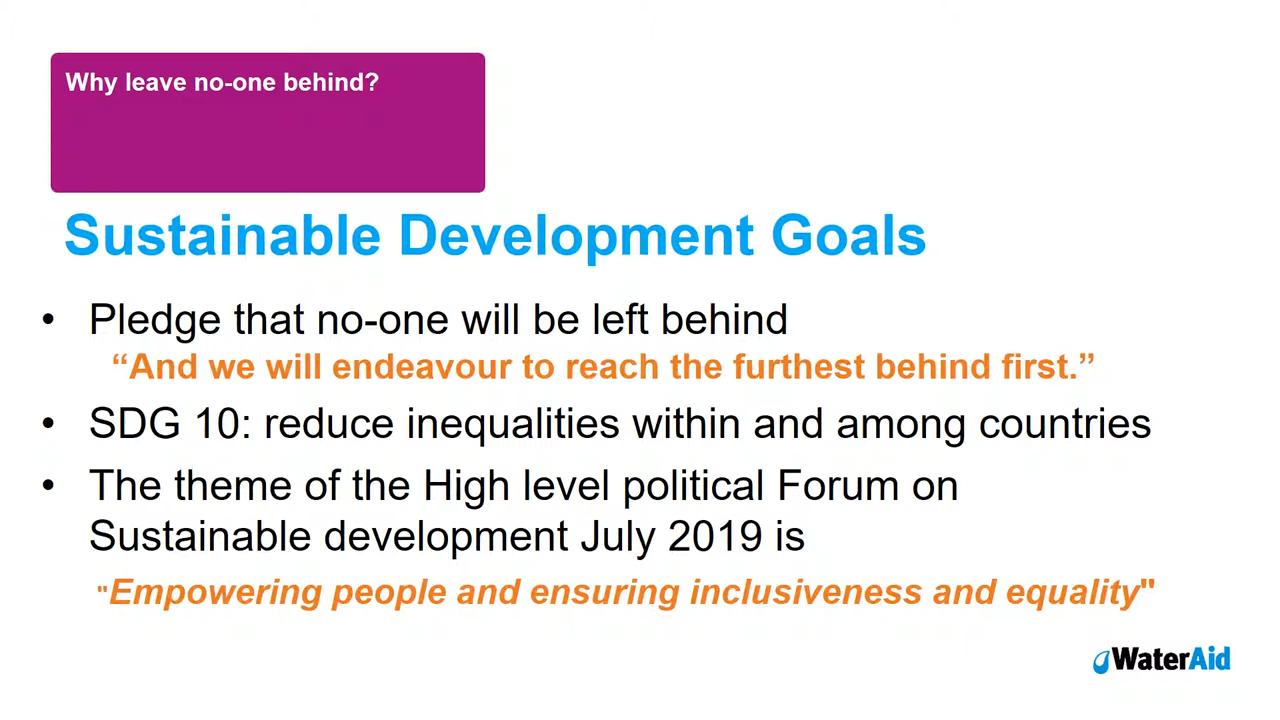 Why leave no-one behind?
Sustainable Development Goals
• Pledge that no-one will be left behind
“And we will endeavour to reach the furthest behind first.”
• SDG 10: reduce inequalities within and among countries
• The theme of the High level political Forum on
Sustainable development July 2019 is
"Empowering people and ensuring inclusiveness and equality"
WaterAid